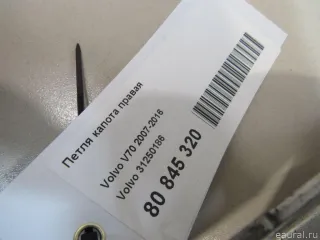 Петля капота правая
Volvo V70 2007-2016
Volvo 31250186
80 845 320
eaural.ru